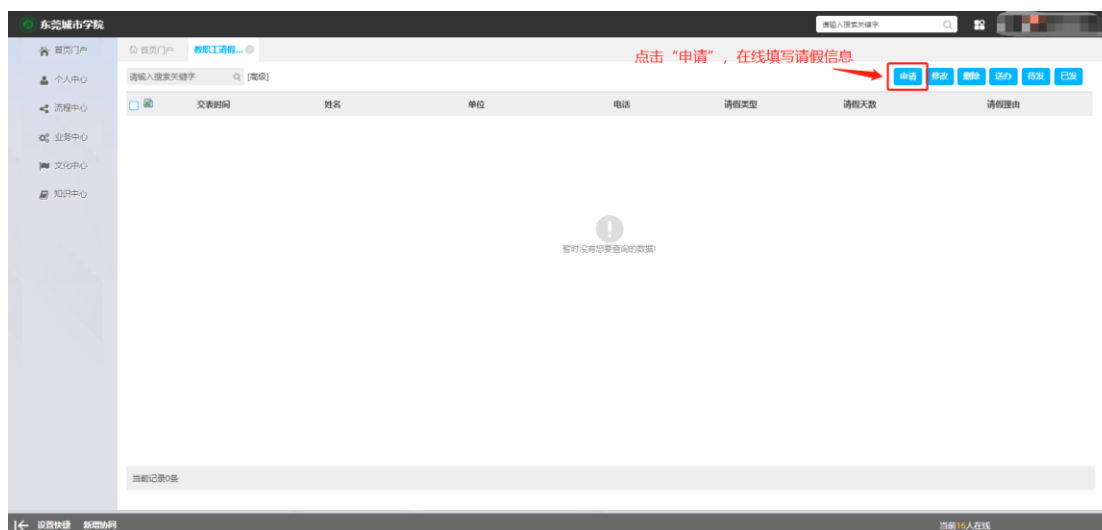 东莞城市学院
请输入搜索关键字
首页门户
个人中心
流程中心
业务中心
文化中心
知识中心
首页门户 教职工请假...
点击“申请”，在线填写请假信息
请输入搜索关键字 [高级]
申请 修改 删除 送办 待发 已发
交表时间 姓名 单位 电话 请假类型 请假天数 请假理由
暂时没有您要查询的数据!
当前记录0条
设置快捷 新增协同
当前16人在线